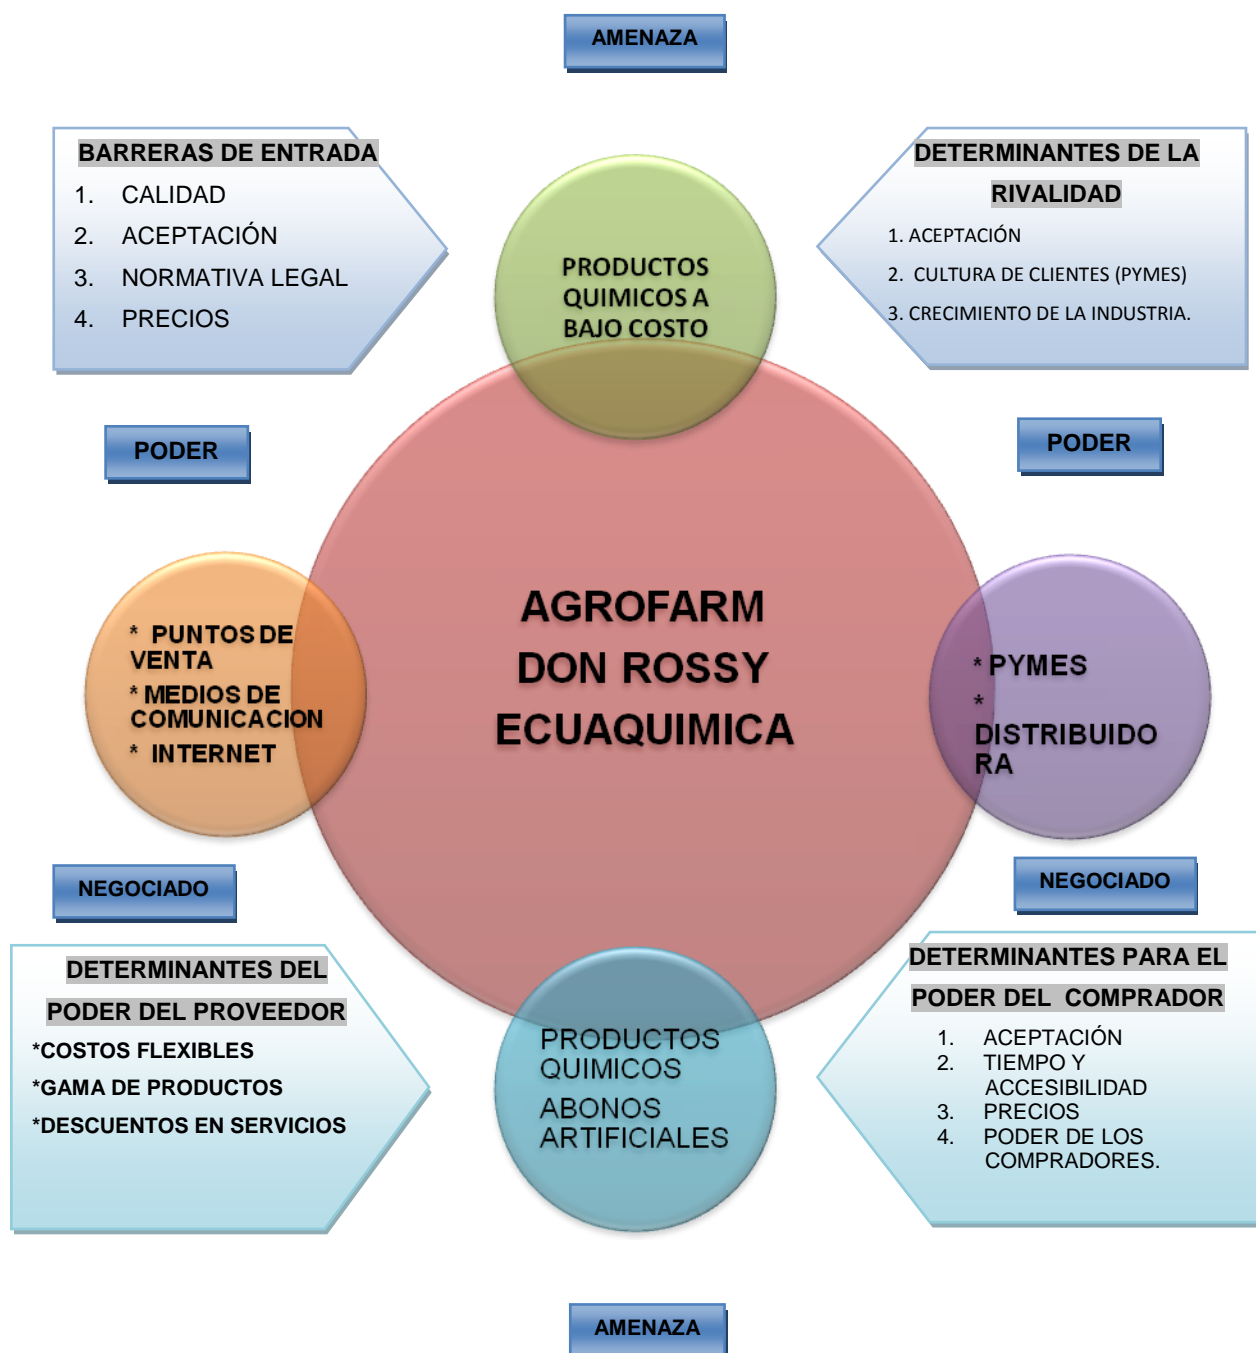 AMENAZA
BARRERAS DE ENTRADA
1. CALIDAD
2. ACEPTACIÓN
3. NORMATIVA LEGAL
4. PRECIOS
PRODUCTOS
QUIMICOS A
BAJO COSTO
DETERMINANTES DE LA
RIVALIDAD
1. ACEPTACIÓN
2. CULTURA DE CLIENTES (PYMES)
3. CRECIMIENTO DE LA INDUSTRIA.
PODER
PODER
* PUNTOS DE
VENTA
* MEDIOS DE
COMUNICACION
* INTERNET
AGROFARM
DON ROSSY
ECUAQUIMICA
* PYMES
*
DISTRIBUIDO
RA
NEGOCIADO
NEGOCIADO
DETERMINANTES DEL
PODER DEL PROVEEDOR
*COSTOS FLEXIBLES
*GAMA DE PRODUCTOS
*DESCUENTOS EN SERVICIOS
PRODUCTOS
QUIMICOS
ABONOS
ARTIFICIALES
DETERMINANTES PARA EL
PODER DEL COMPRADOR
1. ACEPTACIÓN
2. TIEMPO Y
ACCESIBILIDAD
3. PRECIOS
4. PODER DE LOS
COMPRADORES.
AMENAZA